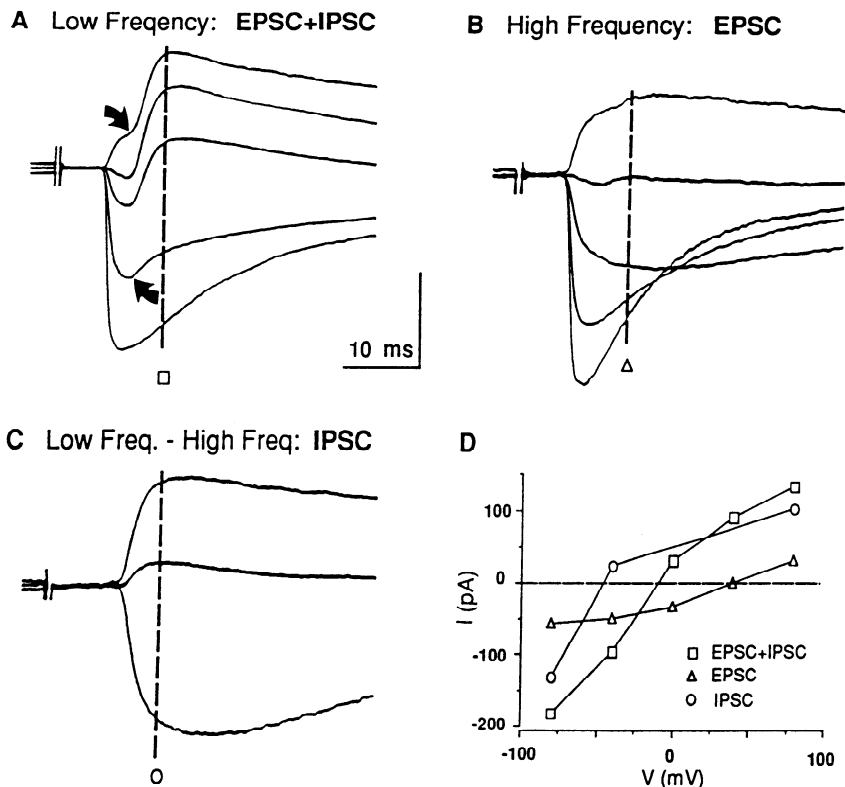 A Low Freqency: EPSC+IPSC
B High Frequency: EPSC
10 ms
C Low Freq. - High Freq: IPSC
D
100
0
-100
-200
I (pA)
EPSC+IPSC
EPSC
IPSC
-100 0 100
V (mV)